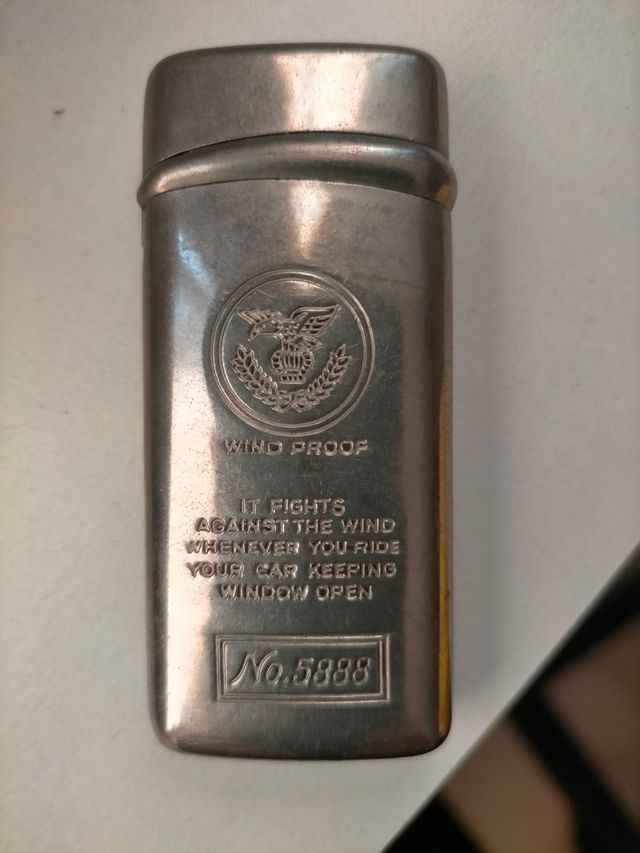 WIND PROOF
IT FIGHTS
AGAINST THE WIND
WHENEVER YOU RIDE
YOUR CAR KEEPING
WINDOW OPEN
No.5888